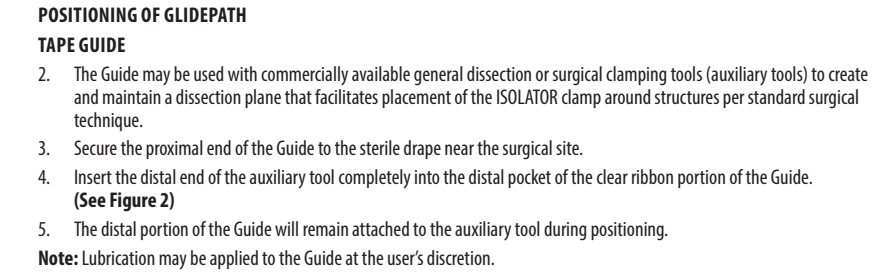 POSITIONING OF GLIDEPATH
TAPE GUIDE
2. The Guide may be used with commercially available general dissection or surgical clamping tools (auxiliary tools) to create
and maintain a dissection plane that facilitates placement of the ISOLATOR clamp around structures per standard surgical
technique.
3. Secure the proximal end of the Guide to the sterile drape near the surgical site.
4. Insert the distal end of the auxiliary tool completely into the distal pocket of the clear ribbon portion of the Guide.
(See Figure 2)
5. The distal portion of the Guide will remain attached to the auxiliary tool during positioning.
Note: Lubrication may be applied to the Guide at the user's discretion.